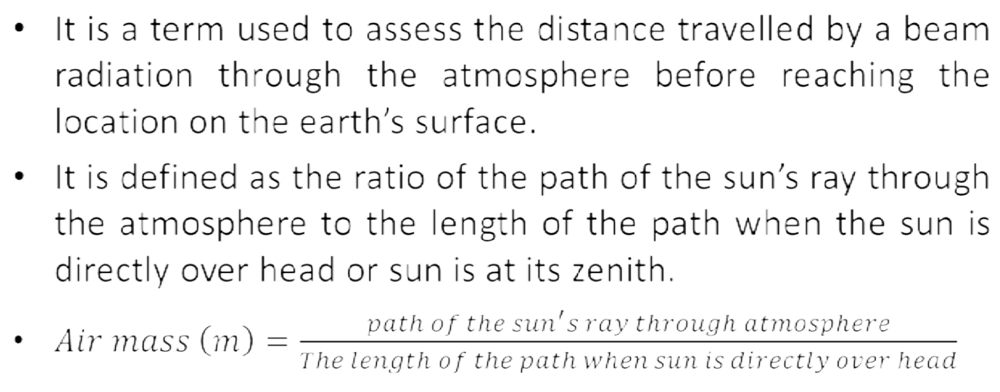 • It is a term used to assess the distance travelled by a beam
radiation through the atmosphere before reaching the
location on the earth's surface.
• It is defined as the ratio of the path of the sun's ray through
the atmosphere to the length of the path when the sun is
directly over head or sun is at its zenith.
• Air mass (m) = path of the sun's ray through atmosphere
The length of the path when sun is directly over head